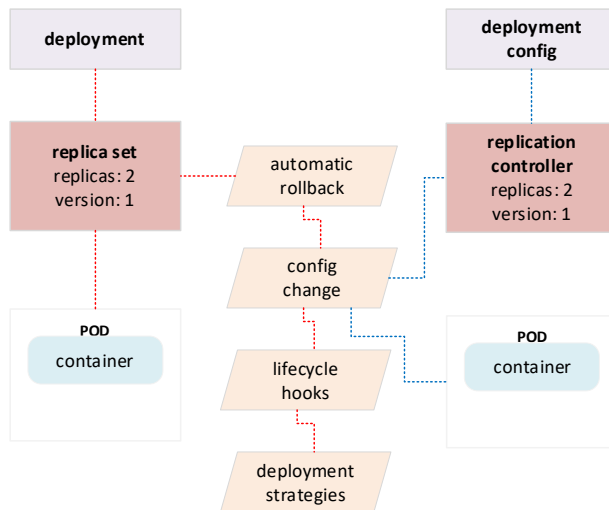 deployment
replica set
replicas: 2
version: 1
POD
container
automatic
rollback
config
change
lifecycle
hooks
deployment
strategies
deployment
config
replication
controller
replicas: 2
version: 1
POD
container